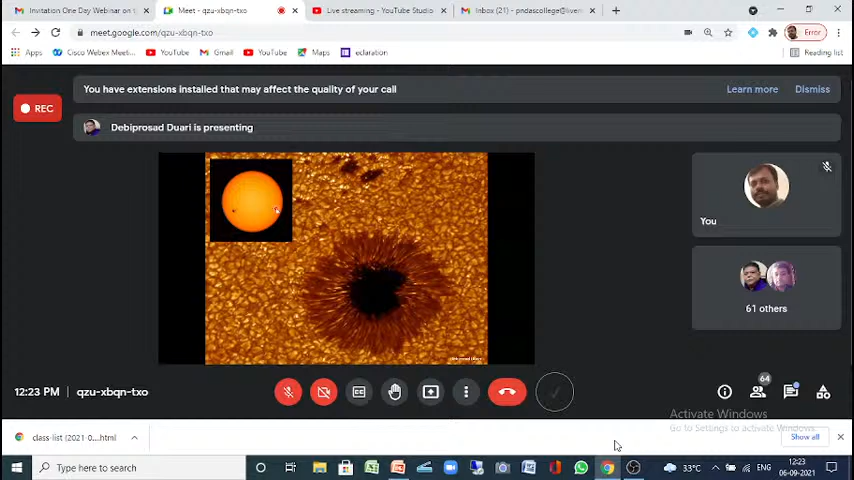 Invitation One Day Webinar on t
Meet - qzu-xbqn-txo
Live streaming - YouTube Studio
Inbox (21) - pndascollege@liver
meet.google.com/qzu-xbqn-txo
Error
Apps
Cisco Webex Meet...
YouTube
Gmail
YouTube
Maps
eclaration
Reading list
You have extensions installed that may affect the quality of your call
Learn more
Dismiss
REC
Debiprosad Duari is presenting
You
61 others
12:23 PM
qzu-xbqn-txo
64
Activate Windows
Go to Settings to activate Windows.
class-list (2021-0....html
Show all
Type here to search
33°C
ENG
12:23
06-09-2021